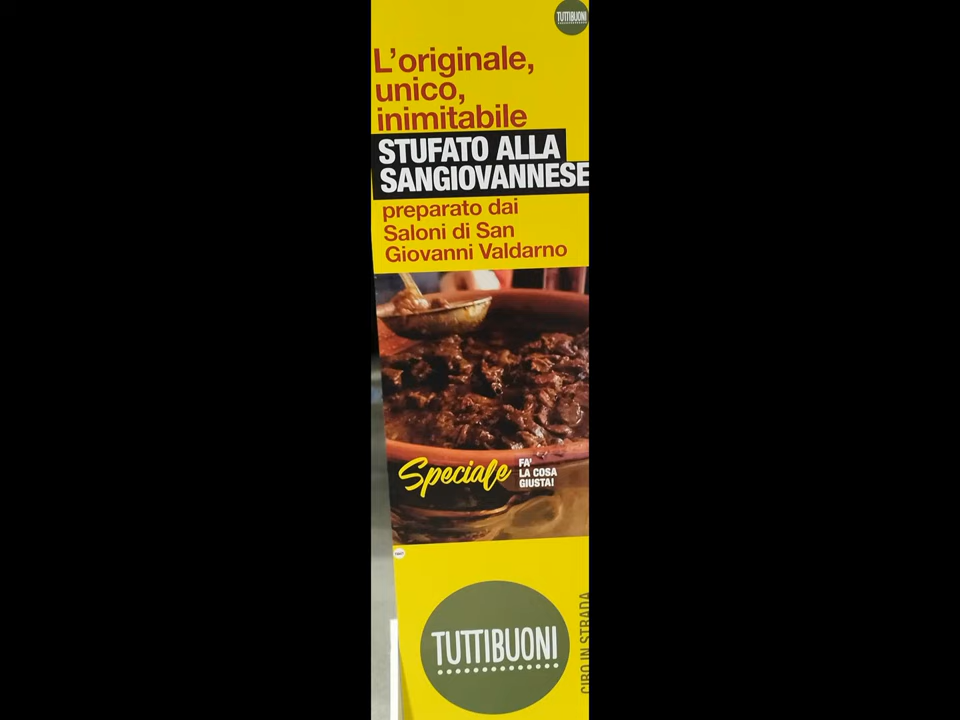 TUTTIBUONI
L'originale,
unico,
inimitabile
STUFATO ALLA
SANGIOVANNESE
preparato dai
Saloni di San
Giovanni Valdarno
Speciale
FA'
LA COSA
GIUSTA!
TUTTIBUONI
CIBO IN STRADA